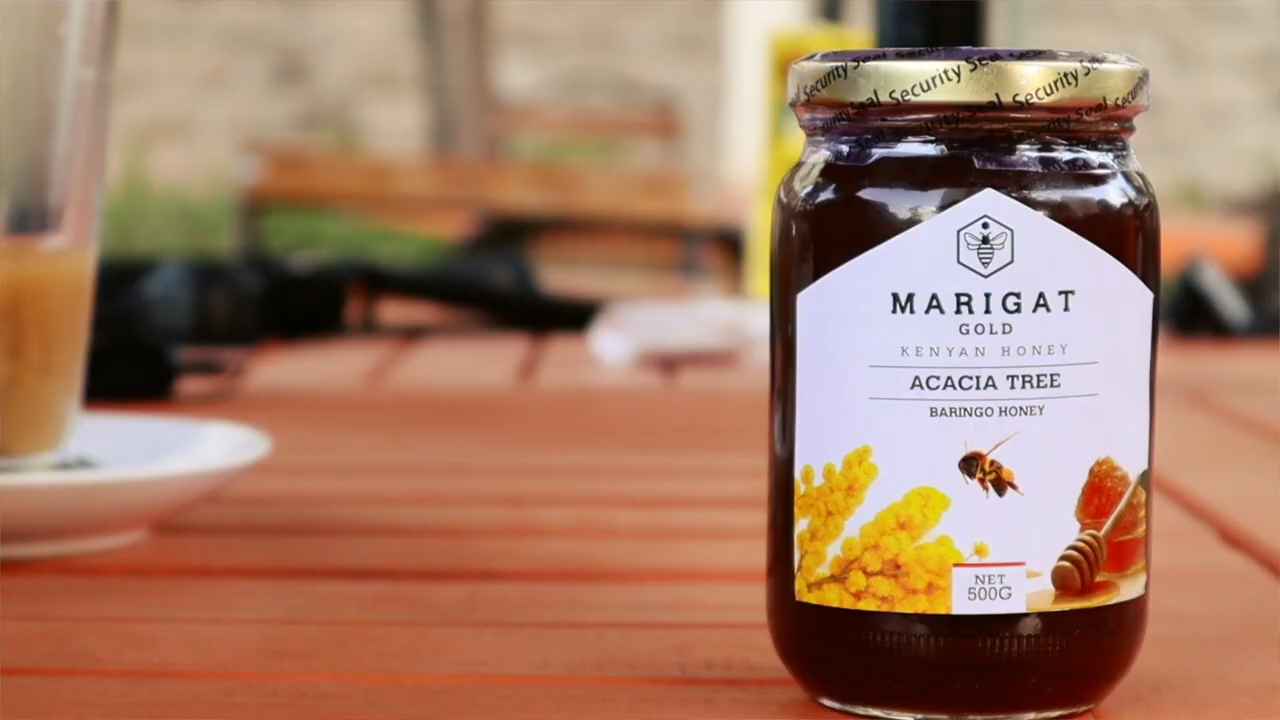 Security Seal Security Seal Security
MARIGAT
GOLD
KENYAN HONEY
ACACIA TREE
BARINGO HONEY
NET
500G